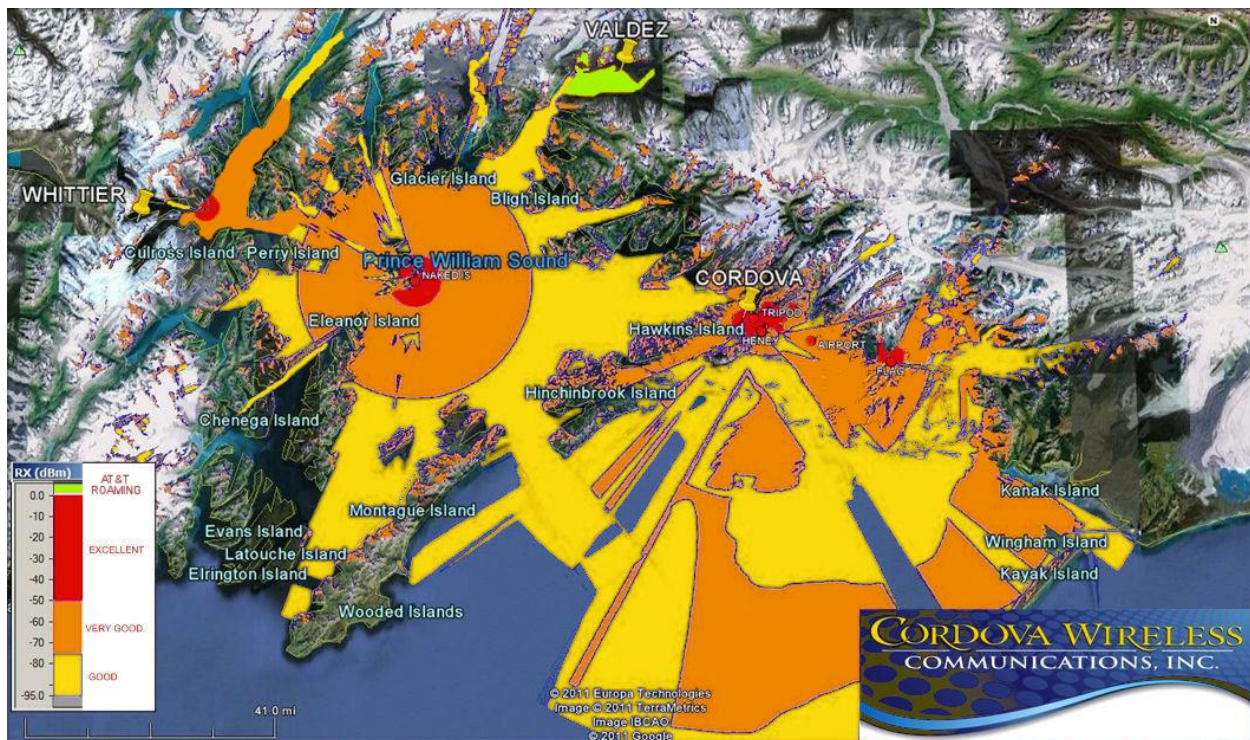 N
VALDEZ
WHITTIER
Glacier Island
Bligh Island
Culross Island
Perry Island
Prince William Sound
NAKED IS
CORDOVA
TRIPOD
Eleanor Island
Hawkins Island
HENEY
AIRPORT
FLAG
Hinchinbrook Island
Chenega Island
RX (dBm)
AT&T
ROAMING
0.0
-10
-20
-30
EXCELLENT
-40
-50
-60
VERY GOOD
-70
-80
GOOD
-95.0
Kanak Island
Montague Island
Evans Island
Wingham Island
Latouche Island
Elrington Island
Kayak Island
Wooded Islands
CORDOVA WIRELESS
COMMUNICATIONS, INC.
© 2011 Europa Technologies
Image © 2011 TerraMetrics
Image IBCAO
© 2011 Google
41.0 mi